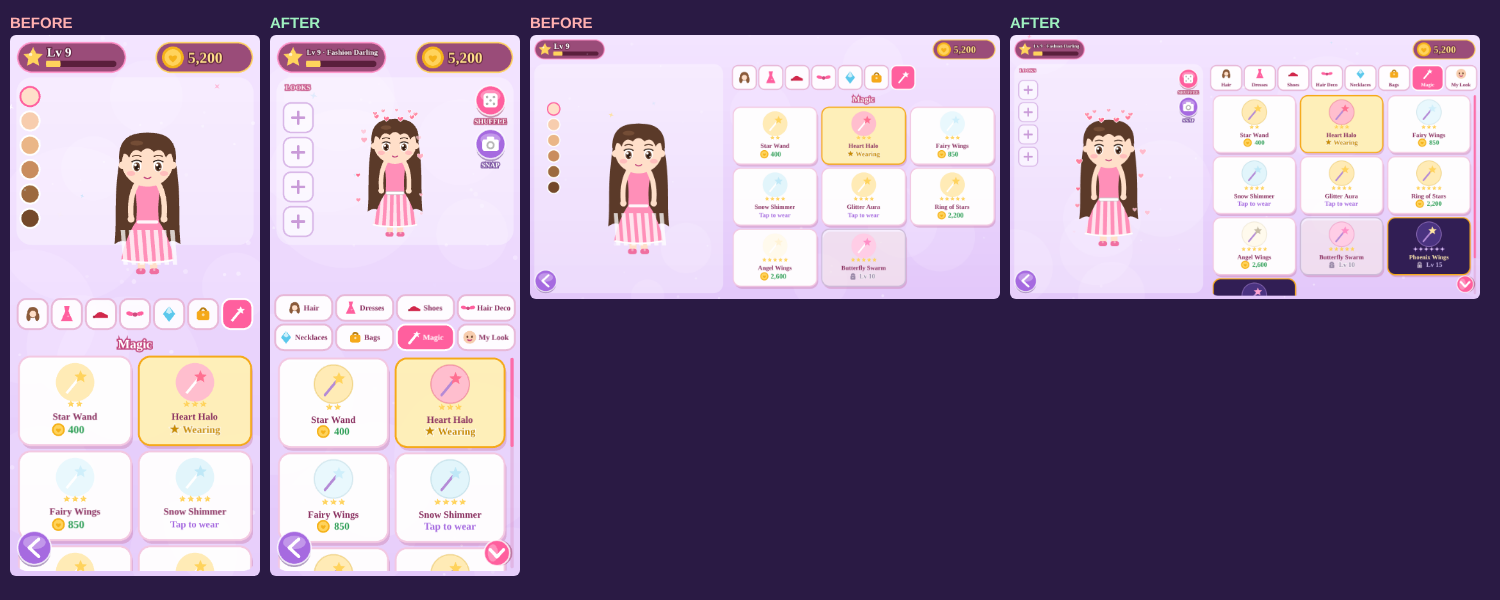 BEFORE
Lv 9
5,200
Magic
Star Wand
400
Heart Halo
★ Wearing
Fairy Wings
850
Snow Shimmer
Tap to wear
AFTER
Lv 9 · Fashion Darling
5,200
LOOKS
SHUFFLE
SNAP
Hair
Dresses
Shoes
Hair Deco
Necklaces
Bags
Magic
My Look
Star Wand
400
Heart Halo
★ Wearing
Fairy Wings
850
Snow Shimmer
Tap to wear
BEFORE
Lv 9
5,200
Magic
Star Wand
400
Heart Halo
★ Wearing
Fairy Wings
850
Snow Shimmer
Tap to wear
Glitter Aura
Tap to wear
Ring of Stars
2,200
Angel Wings
2,600
Butterfly Swarm
Lv 10
AFTER
Lv 9 · Fashion Darling
5,200
LOOKS
SHUFFLE
SNAP
Hair
Dresses
Shoes
Hair Deco
Necklaces
Bags
Magic
My Look
Star Wand
400
Heart Halo
★ Wearing
Fairy Wings
850
Snow Shimmer
Tap to wear
Glitter Aura
Tap to wear
Ring of Stars
2,200
Angel Wings
2,600
Butterfly Swarm
Lv 10
Phoenix Wings
Lv 15